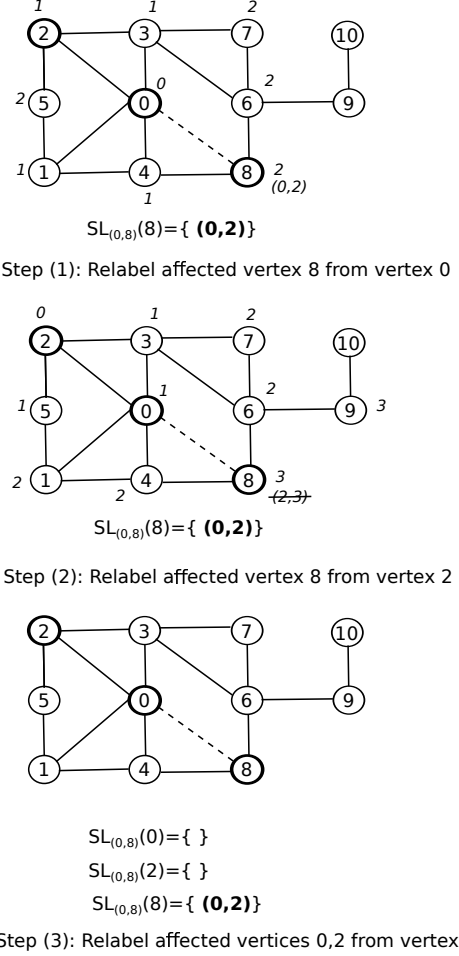 1 1 2
2 3 7 10
2 5 0 0 6 2 9
1 1 4 8 2
1 (0,2)
SL(0,8)(8)={ (0,2)}
Step (1): Relabel affected vertex 8 from vertex 0
0 1 2
2 3 7 10
1 5 0 1 6 2 9 3
2 1 2 4 8 3
(2,3)
SL(0,8)(8)={ (0,2)}
Step (2): Relabel affected vertex 8 from vertex 2
2 3 7 10
5 0 6 9
1 4 8
SL(0,8)(0)={ }
SL(0,8)(2)={ }
SL(0,8)(8)={ (0,2)}
Step (3): Relabel affected vertices 0,2 from vertex